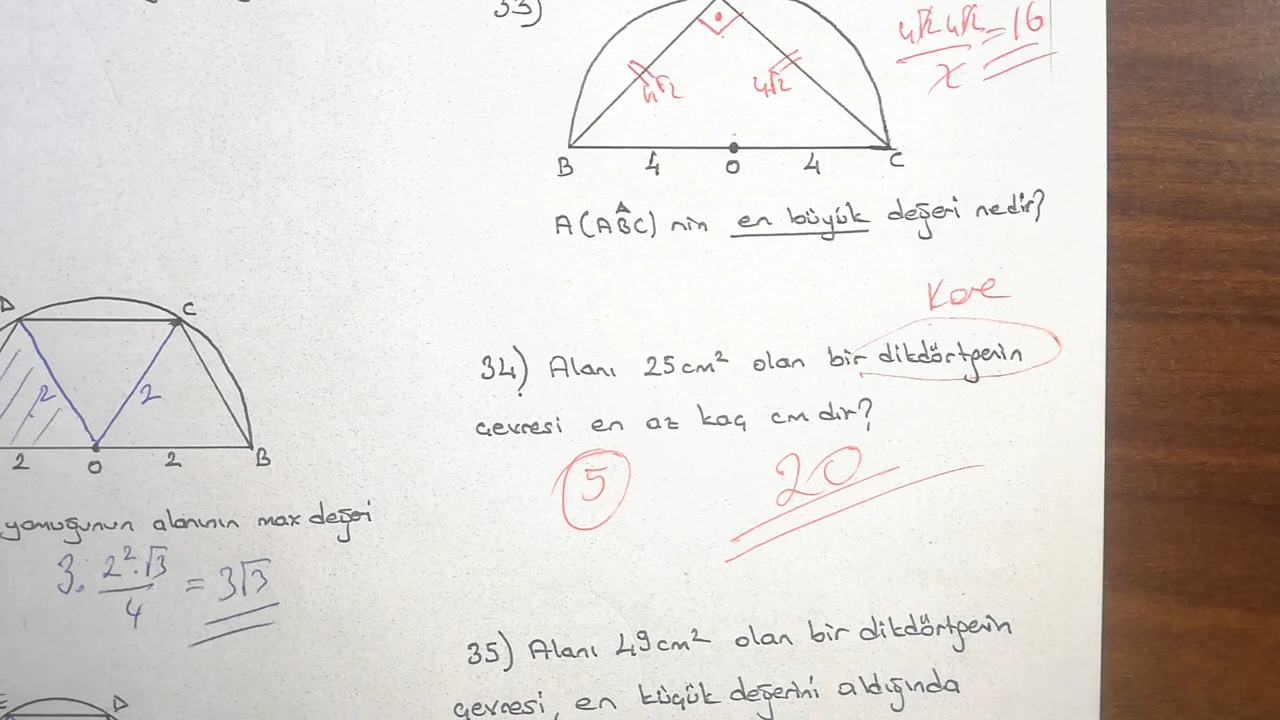 D C
2 2
2 O 2 B
yamuğunun alanının max değeri
3. 2². √3 / 4 = 3√3
E D
33)
4√2 4√2
B 4 O 4 C
4√2 4√2 / 2 = 16
A(ABC) nin en büyük değeri nedir?
Kare
34) Alanı 25 cm² olan bir dikdörtgenin
çevresi en az kaç cm dir?
5 20
35) Alanı 49 cm² olan bir dikdörtgenin
çevresi, en küçük değerini aldığında